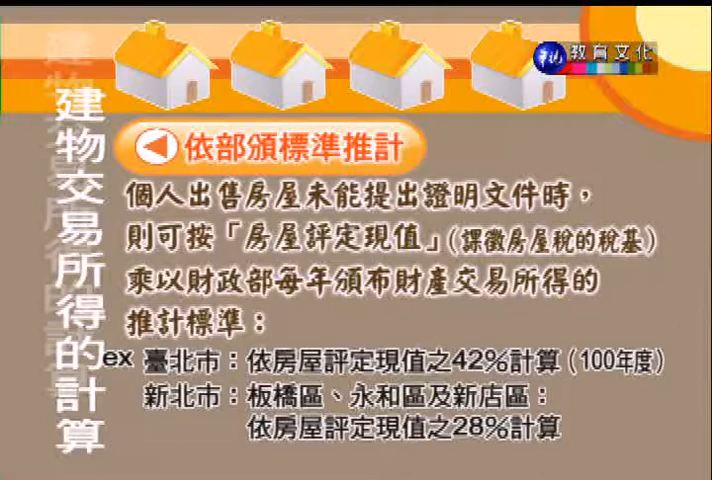 華視 教育文化
建物交易所得的計算
依部頒標準推計
個人出售房屋未能提出證明文件時，
則可按「房屋評定現值」(課徵房屋稅的稅基)
乘以財政部每年頒布財產交易所得的
推計標準：
ex 臺北市：依房屋評定現值之42%計算(100年度)
新北市：板橋區、永和區及新店區：
依房屋評定現值之28%計算